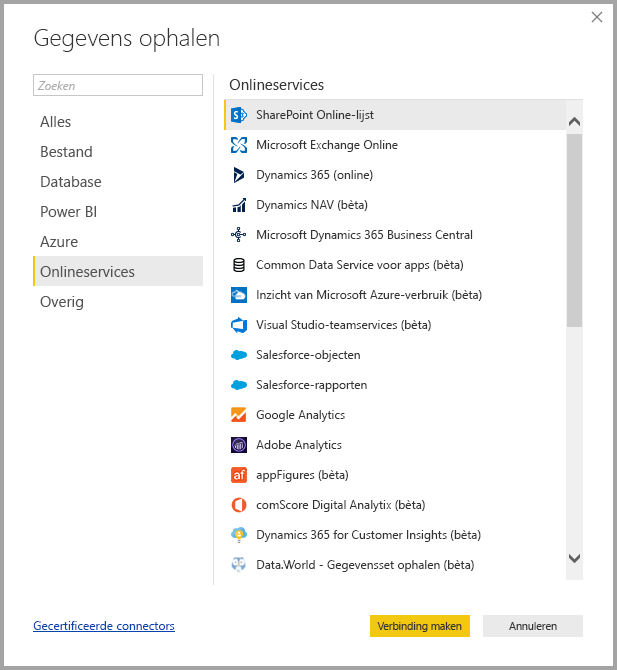 Gegevens ophalen
Zoeken
Alles
Bestand
Database
Power BI
Azure
Onlineservices
Overig
Onlineservices
SharePoint Online-lijst
Microsoft Exchange Online
Dynamics 365 (online)
Dynamics NAV (bèta)
Microsoft Dynamics 365 Business Central
Common Data Service voor apps (bèta)
Inzicht van Microsoft Azure-verbruik (bèta)
Visual Studio-teamservices (bèta)
Salesforce-objecten
Salesforce-rapporten
Google Analytics
Adobe Analytics
appFigures (bèta)
comScore Digital Analytix (bèta)
Dynamics 365 for Customer Insights (bèta)
Data.World - Gegevensset ophalen (bèta)
Gecertificeerde connectors
Verbinding maken
Annuleren